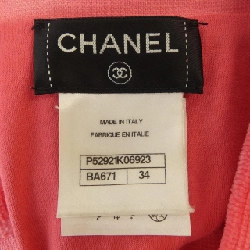 CHANEL
MADE IN ITALY
FABRIQUE EN ITALIE
P52921K06923
BA671 34